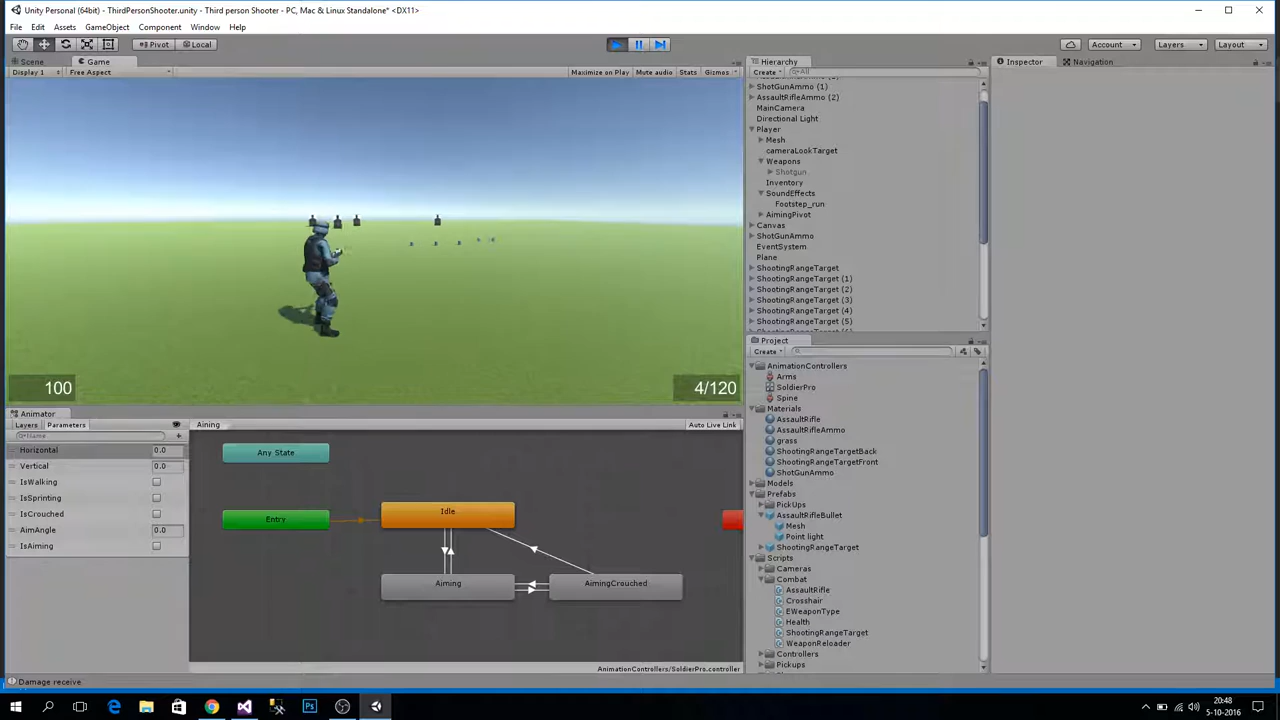 Unity Personal (64bit) - ThirdPersonShooter.unity - Third person Shooter - PC, Mac & Linux Standalone* <DX11>
File Edit Assets GameObject Component Window Help
Pivot Local Account Layers Layout
Scene Game
Display 1 Free Aspect Maximize on Play Mute audio Stats Gizmos
100
4/120
Hierarchy
Create All
ShotGunAmmo (1)
AssaultRifleAmmo (2)
MainCamera
Directional Light
Player
Mesh
cameraLookTarget
Weapons
Shotgun
Inventory
SoundEffects
Footstep_run
AimingPivot
Canvas
ShotGunAmmo
EventSystem
Plane
ShootingRangeTarget
ShootingRangeTarget (1)
ShootingRangeTarget (2)
ShootingRangeTarget (3)
ShootingRangeTarget (4)
ShootingRangeTarget (5)
Inspector Navigation
Project
Create
AnimationControllers
Arms
SoldierPro
Spine
Materials
AssaultRifle
AssaultRifleAmmo
grass
ShootingRangeTargetBack
ShootingRangeTargetFront
ShotGunAmmo
Models
Prefabs
PickUps
AssaultRifleBullet
Mesh
Point light
ShootingRangeTarget
Scripts
Cameras
Combat
AssaultRifle
Crosshair
EWeaponType
Health
ShootingRangeTarget
WeaponReloader
Controllers
Pickups
Animator
Layers Parameters
Name
Horizontal 0.0
Vertical 0.0
IsWalking
IsSprinting
IsCrouched
AimAngle 0.0
IsAiming
Aining Auto Live Link
Any State
Entry
Idle
Aiming
AimingCrouched
AnimationControllers/SoldierPro.controller
Damage receive
20:48
5-10-2016